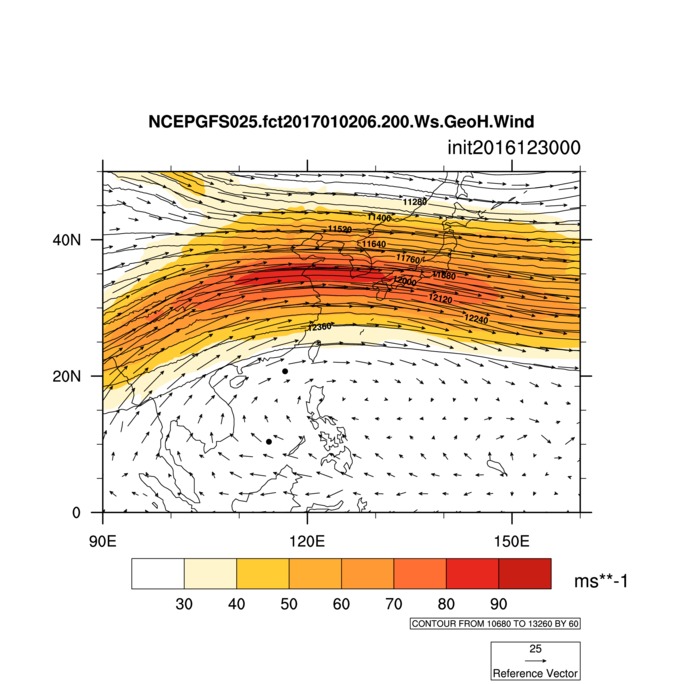 NCEPGFS025.fct2017010206.200.Ws.GeoH.Wind
init2016123000
11280
11400
11520
11640
11760
11880
12000
12120
12240
12360
40N
20N
0
90E 120E 150E
30 40 50 60 70 80 90
ms**-1
CONTOUR FROM 10680 TO 13260 BY 60
25
Reference Vector